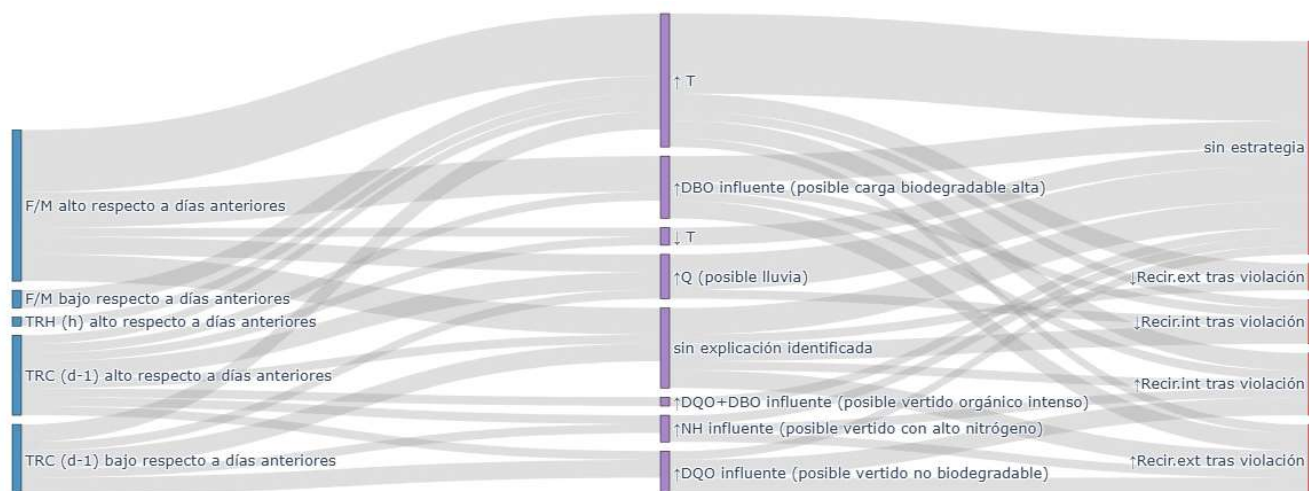 F/M alto respecto a días anteriores
F/M bajo respecto a días anteriores
TRH (h) alto respecto a días anteriores
TRC (d-1) alto respecto a días anteriores
TRC (d-1) bajo respecto a días anteriores
↑ T
↑DBO influente (posible carga biodegradable alta)
↓ T
↑Q (posible lluvia)
sin explicación identificada
↑DQO+DBO influente (posible vertido orgánico intenso)
↑NH influente (posible vertido con alto nitrógeno)
↑DQO influente (posible vertido no biodegradable)
sin estrategia
↓Recir.ext tras violación
↓Recir.int tras violación
↑Recir.int tras violación
↑Recir.ext tras violación